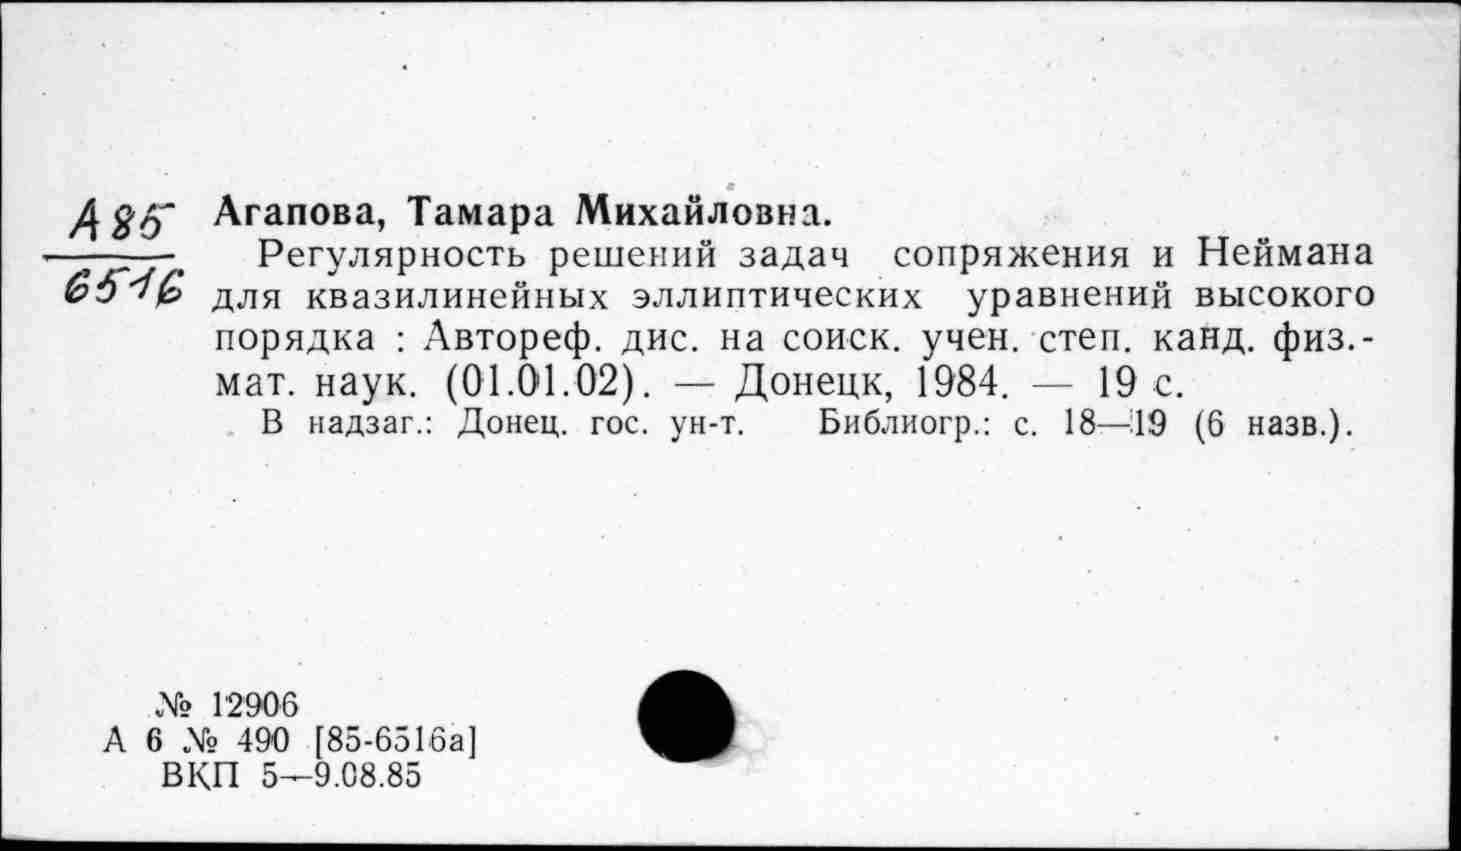 А85 Агапова, Тамара Михайловна.
6516 Регулярность решений задач сопряжения и Неймана
для квазилинейных эллиптических уравнений высокого
порядка : Автореф. дис. на соиск. учен. степ. канд. физ.-
мат. наук. (01.01.02). — Донецк, 1984. — 19 с.
В надзаг.: Донец. гос. ун-т. Библиогр.: с. 18—19 (6 назв.).
№ 12906
А 6 № 490 [85-6516а]
ВКП 5—9.08.85